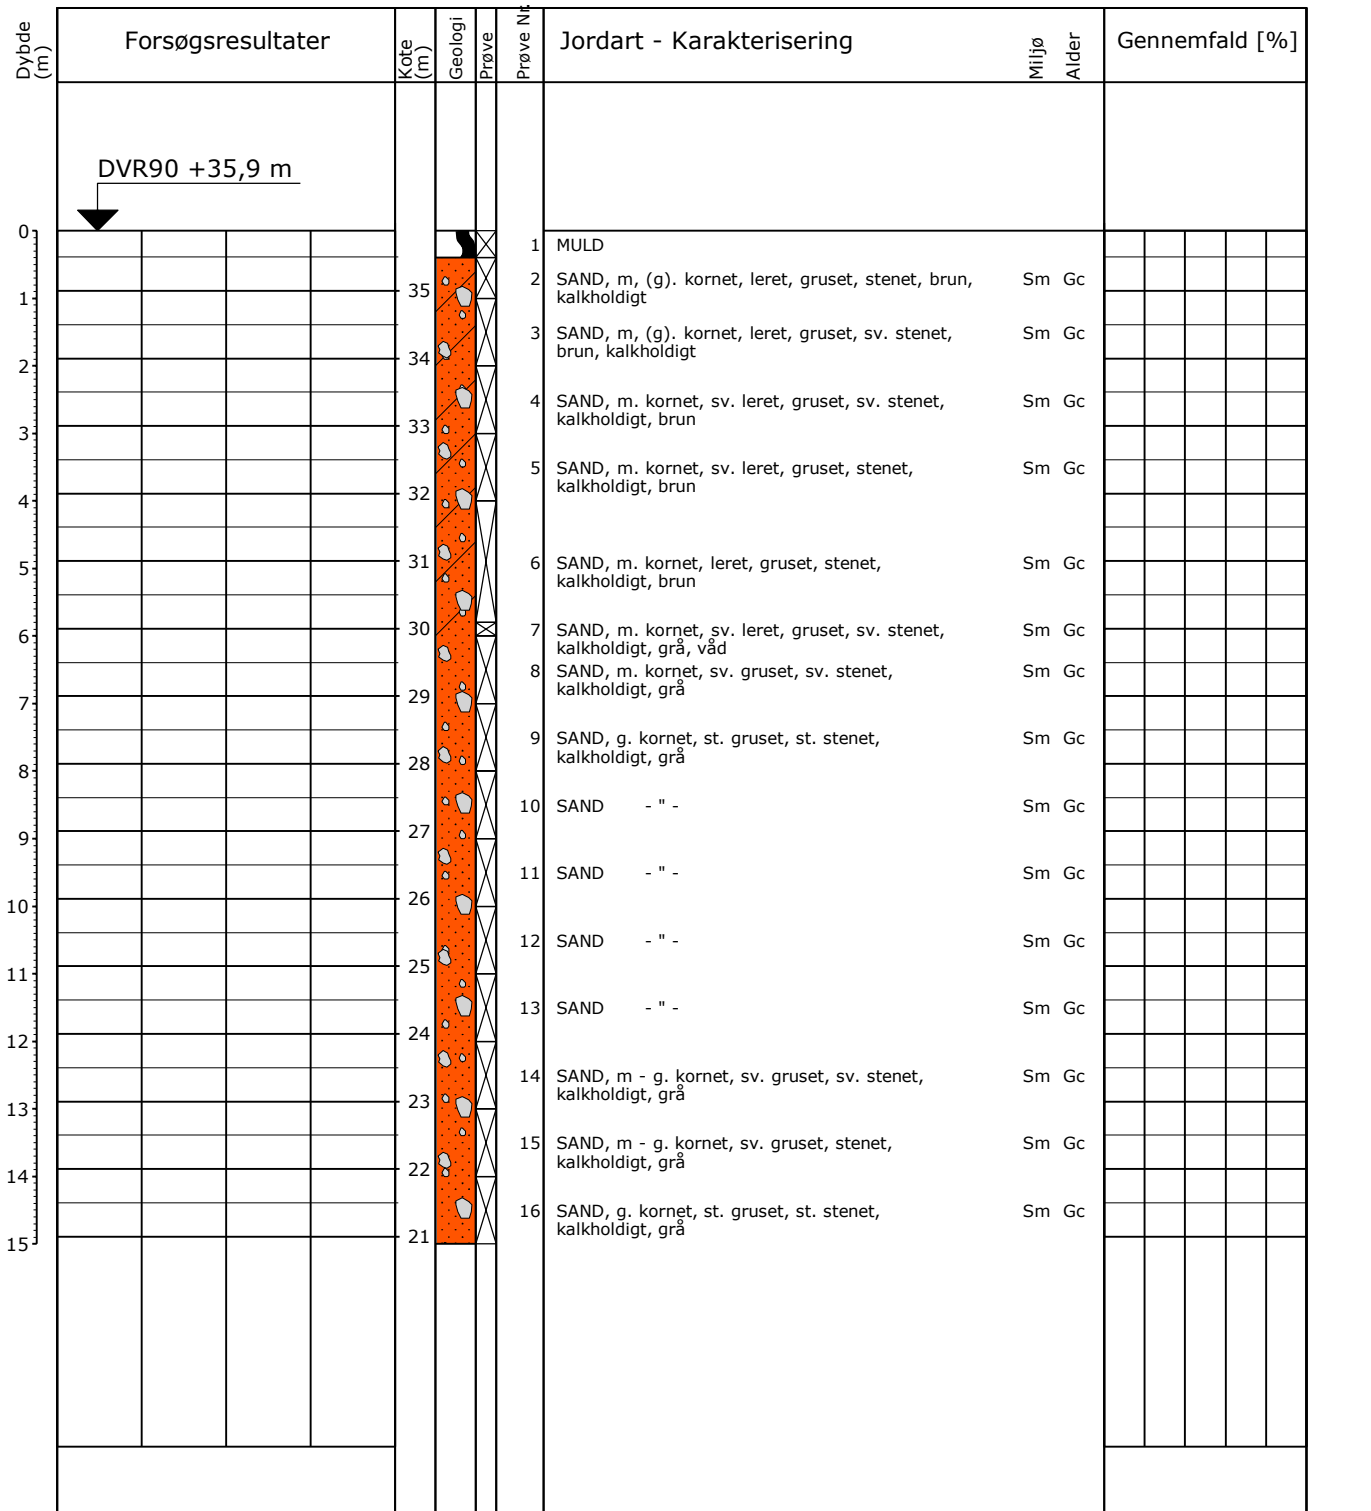 Dybde (m)
Forsøgsresultater
Kote (m)
Geologi
Prøve
Prøve Nr.
Jordart - Karakterisering
Miljø
Alder
Gennemfald [%]
DVR90 +35,9 m
0
1 MULD
2 SAND, m, (g). kornet, leret, gruset, stenet, brun, Sm Gc
kalkholdigt
35
1
3 SAND, m, (g). kornet, leret, gruset, sv. stenet, Sm Gc
brun, kalkholdigt
34
2
4 SAND, m. kornet, sv. leret, gruset, sv. stenet, Sm Gc
kalkholdigt, brun
33
3
5 SAND, m. kornet, sv. leret, gruset, stenet, Sm Gc
kalkholdigt, brun
32
4
31
6 SAND, m. kornet, leret, gruset, stenet, Sm Gc
kalkholdigt, brun
5
30
7 SAND, m. kornet, sv. leret, gruset, sv. stenet, Sm Gc
kalkholdigt, grå, våd
6
8 SAND, m. kornet, sv. gruset, sv. stenet, Sm Gc
kalkholdigt, grå
29
7
9 SAND, g. kornet, st. gruset, st. stenet, Sm Gc
kalkholdigt, grå
28
8
10 SAND - " - Sm Gc
27
9
11 SAND - " - Sm Gc
26
10
12 SAND - " - Sm Gc
25
11
13 SAND - " - Sm Gc
24
12
14 SAND, m - g. kornet, sv. gruset, sv. stenet, Sm Gc
kalkholdigt, grå
23
13
15 SAND, m - g. kornet, sv. gruset, stenet, Sm Gc
kalkholdigt, grå
22
14
16 SAND, g. kornet, st. gruset, st. stenet, Sm Gc
kalkholdigt, grå
21
15